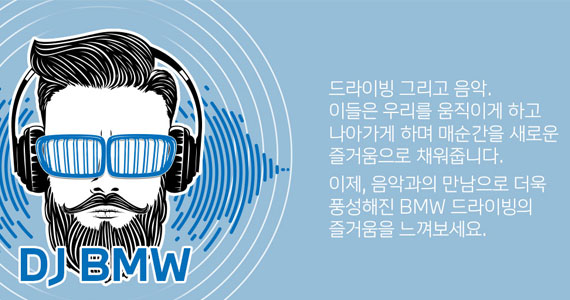 드라이빙 그리고 음악.
이들은 우리를 움직이게 하고
나아가게 하며 매순간을 새로운
즐거움으로 채워줍니다.
이제, 음악과의 만남으로 더욱
풍성해진 BMW 드라이빙의
즐거움을 느껴보세요.
DJ BMW